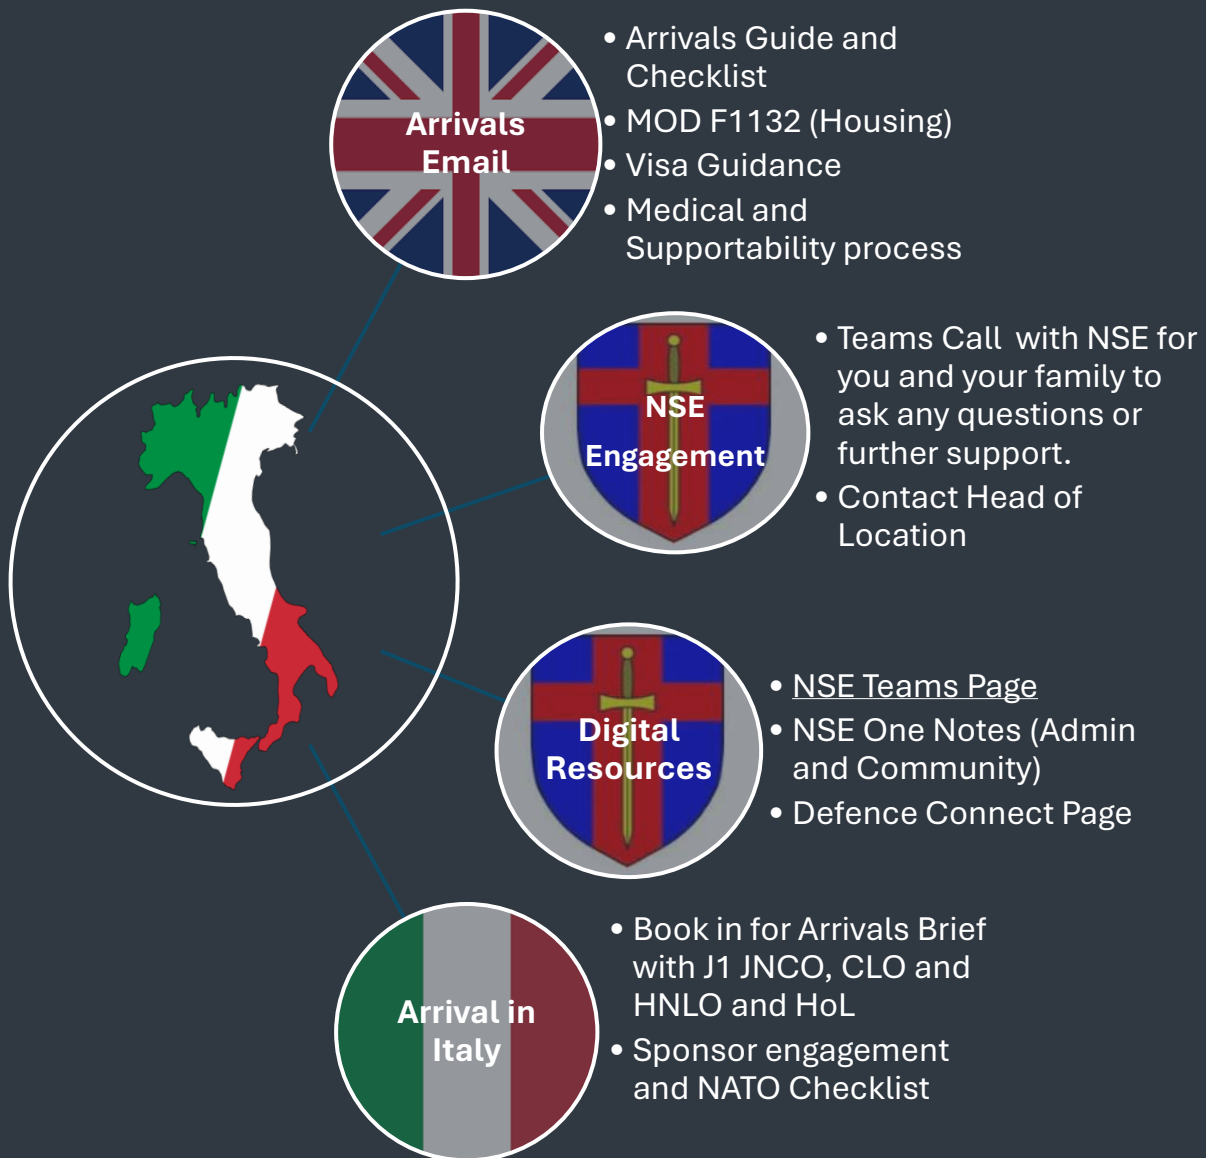 Arrivals
Email
• Arrivals Guide and
Checklist
• MOD F1132 (Housing)
• Visa Guidance
• Medical and
Supportability process
NSE
Engagement
• Teams Call  with NSE for
you and your family to
ask any questions or
further support.
• Contact Head of
Location
Digital
Resources
• NSE Teams Page
• NSE One Notes (Admin
and Community)
• Defence Connect Page
Arrival in
Italy
• Book in for Arrivals Brief
with J1 JNCO, CLO and
HNLO and HoL
• Sponsor engagement
and NATO Checklist